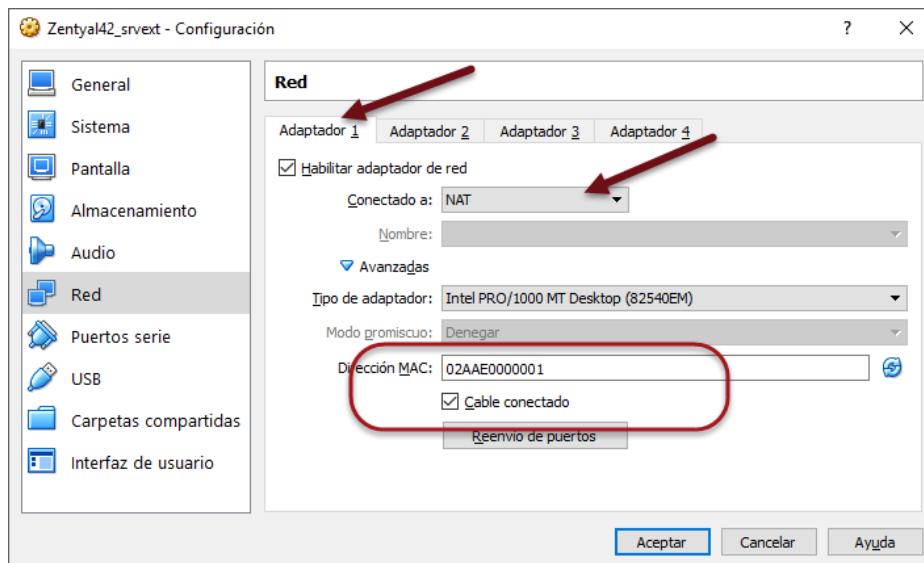 Zentyal42_srvext - Configuración ? ✕
General
Sistema
Pantalla
Almacenamiento
Audio
Red
Puertos serie
USB
Carpetas compartidas
Interfaz de usuario
Red
Adaptador 1 Adaptador 2 Adaptador 3 Adaptador 4
Habilitar adaptador de red
Conectado a: NAT
Nombre:
Avanzadas
Tipo de adaptador: Intel PRO/1000 MT Desktop (82540EM)
Modo promiscuo: Denegar
Dirección MAC: 02AAE0000001
Cable conectado
Reenvío de puertos
Aceptar Cancelar Ayuda